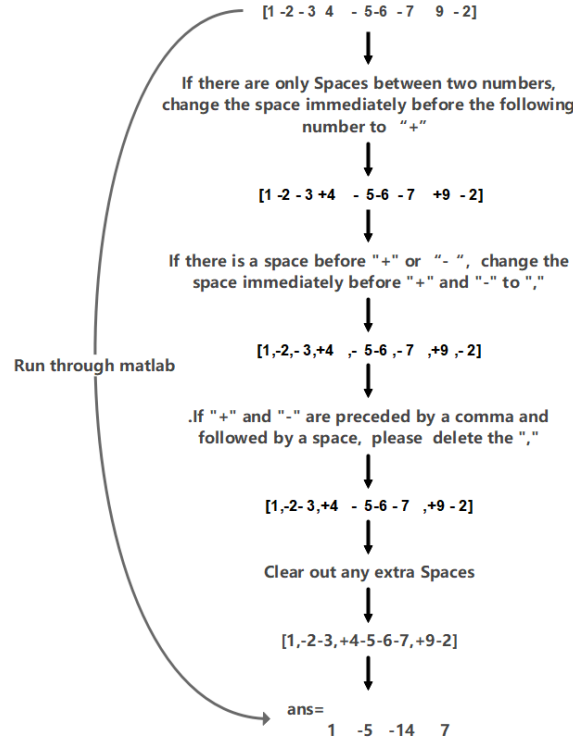 [1 -2 - 3  4    - 5-6  - 7    9  - 2]
If there are only Spaces between two numbers,
change the space immediately before the following
number to  “+”
[1 -2 - 3 +4    - 5-6  - 7    +9  - 2]
If there is a space before "+" or  “- “,  change the
space immediately before "+" and "-" to ","
[1,-2,- 3,+4   ,- 5-6 ,- 7   ,+9 ,- 2]
Run through matlab
.If "+" and "-" are preceded by a comma and
followed by a space,  please  delete the ","
[1,-2- 3,+4   - 5-6 - 7   ,+9 - 2]
Clear out any extra Spaces
[1,-2-3,+4-5-6-7,+9-2]
ans=
1    -5   -14    7